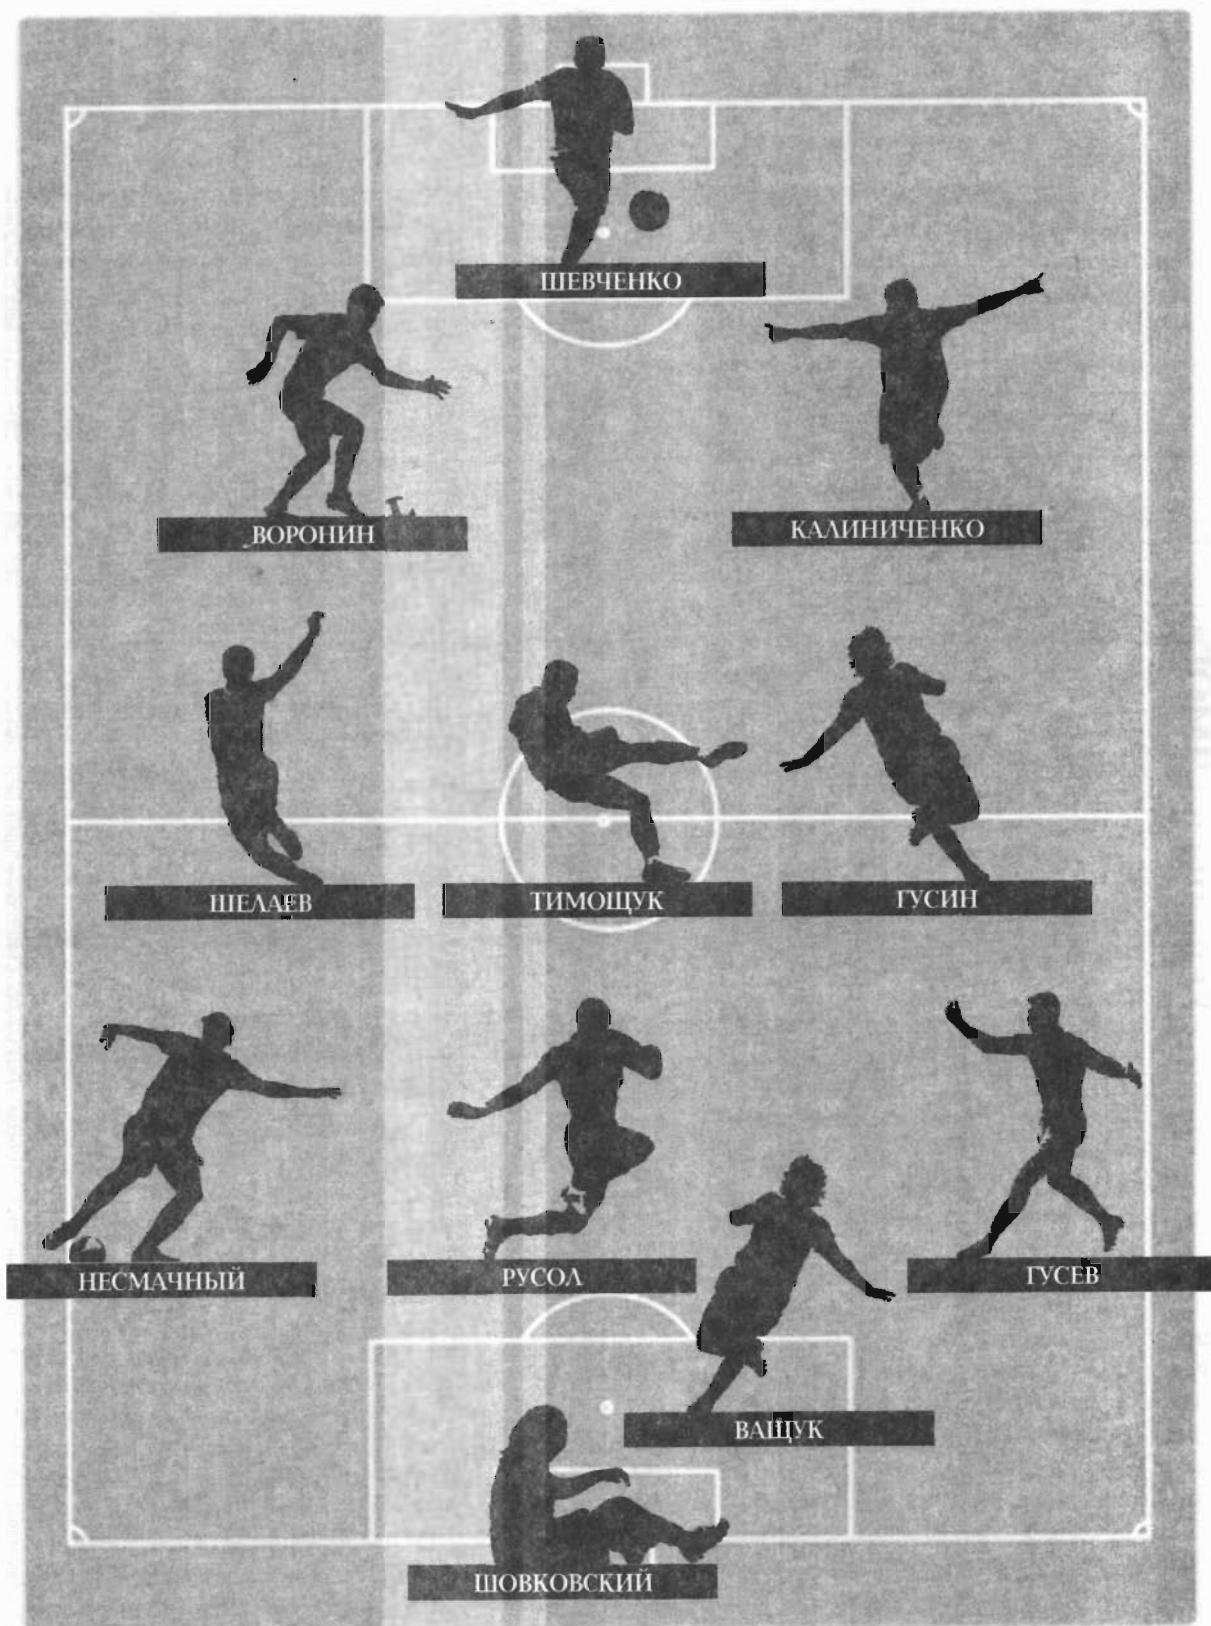 ШЕВЧЕНКО
ВОРОНИН
КАЛИНИЧЕНКО
ШЕЛАЕВ
ТИМОЩУК
ГУСИН
НЕСМАЧНЫЙ
РУСОЛ
ГУСЕВ
ВАЩУК
ШОВКОВСКИЙ